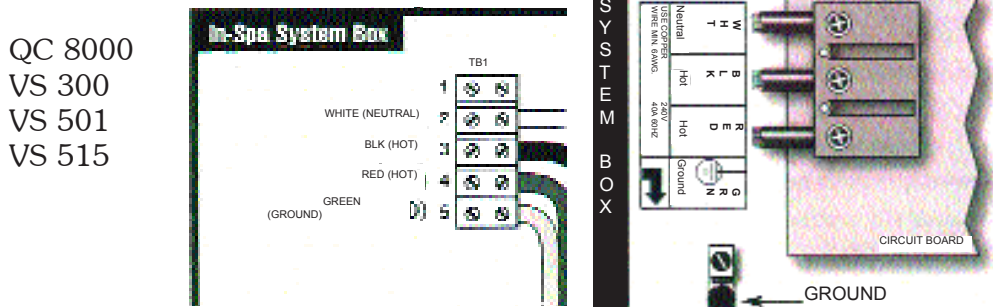 QC 8000
VS 300
VS 501
VS 515
In-Spa System Box
TB1
1
WHITE (NEUTRAL) 2
BLK (HOT) 3
RED (HOT) 4
GREEN
(GROUND) 5
SYSTEM BOX
USE COPPER
WIRE MIN. 6AWG.
240V
40A 60HZ
Neutral
Hot
Hot
Ground
WHT
BLK
RED
GRN
CIRCUIT BOARD
GROUND